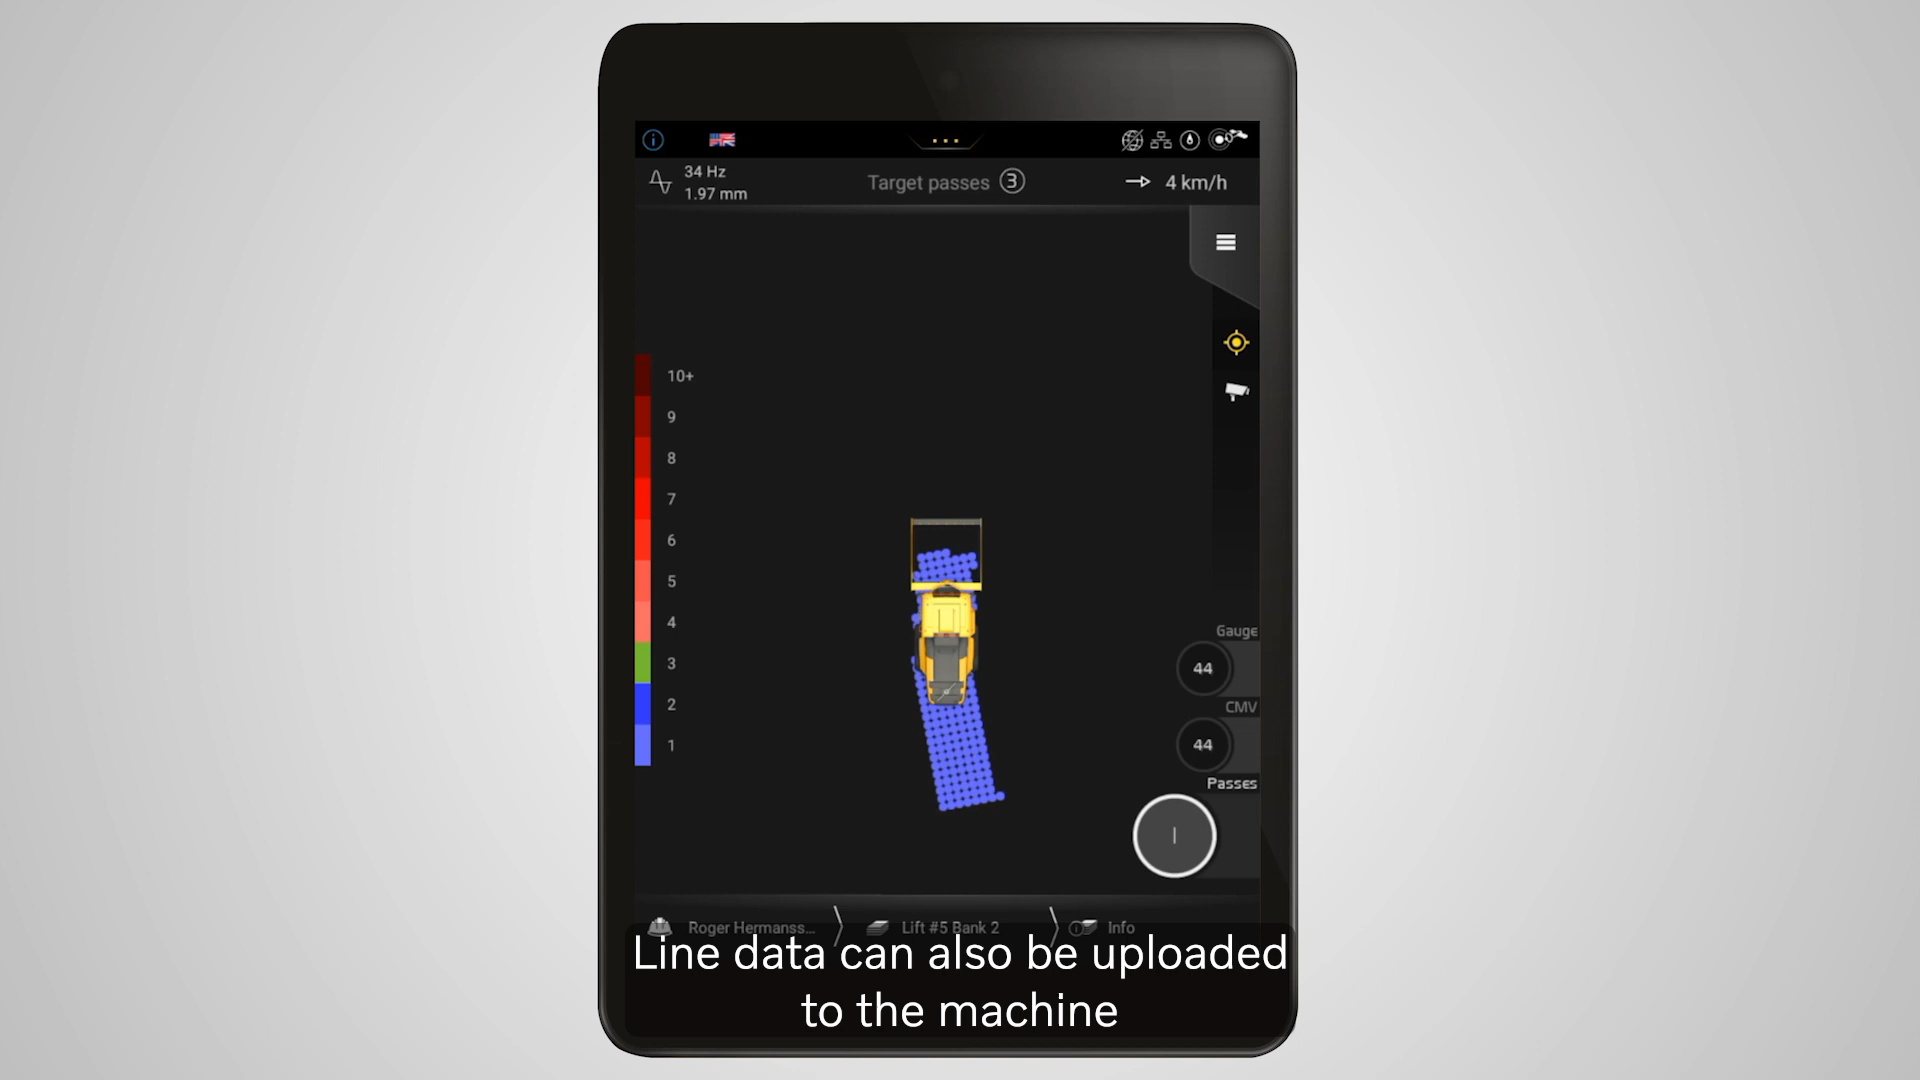 34 Hz
1.97 mm
Target passes 3
4 km/h
10+
9
8
7
6
5
4
3
2
1
Gauge
44
CMV
44
Passes
1
Roger Hermanss...
Lift #5 Bank 2
Info
Line data can also be uploaded
to the machine